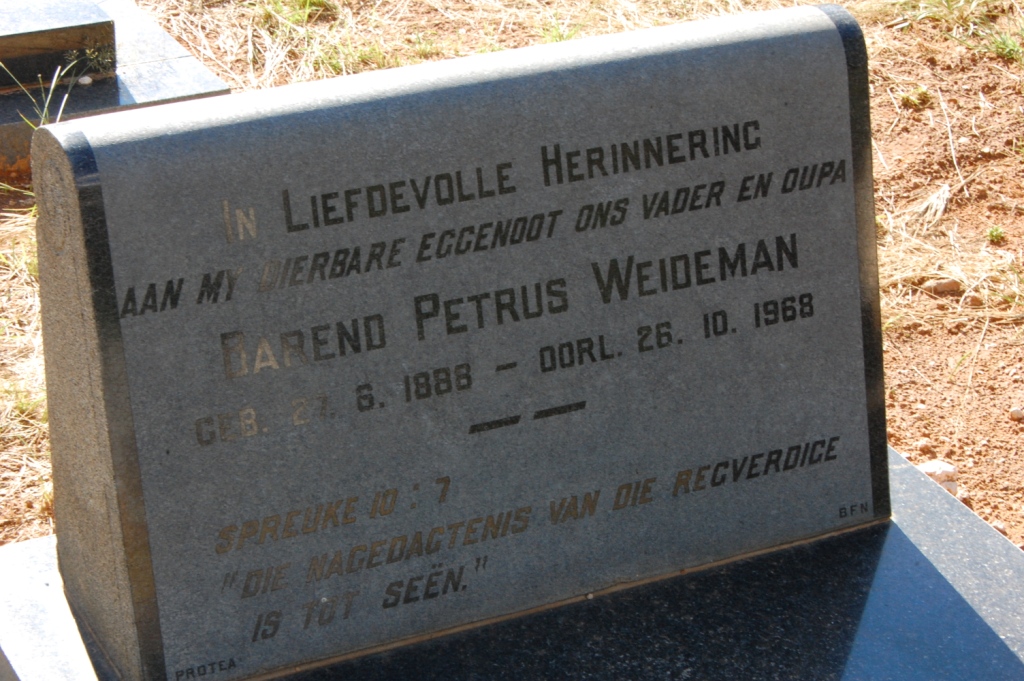 In Liefdevolle Herinnering
AAN MY DIERBARE EGGENOOT ONS VADER EN OUPA
Barend Petrus Weideman
GEB. 27. 6. 1888 — OORL. 26. 10. 1968
SPREUKE 10 : 7
"DIE NAGEDACTENIS VAN DIE REGVERDIGE
IS TOT SEËN."
PROTEA
BFN